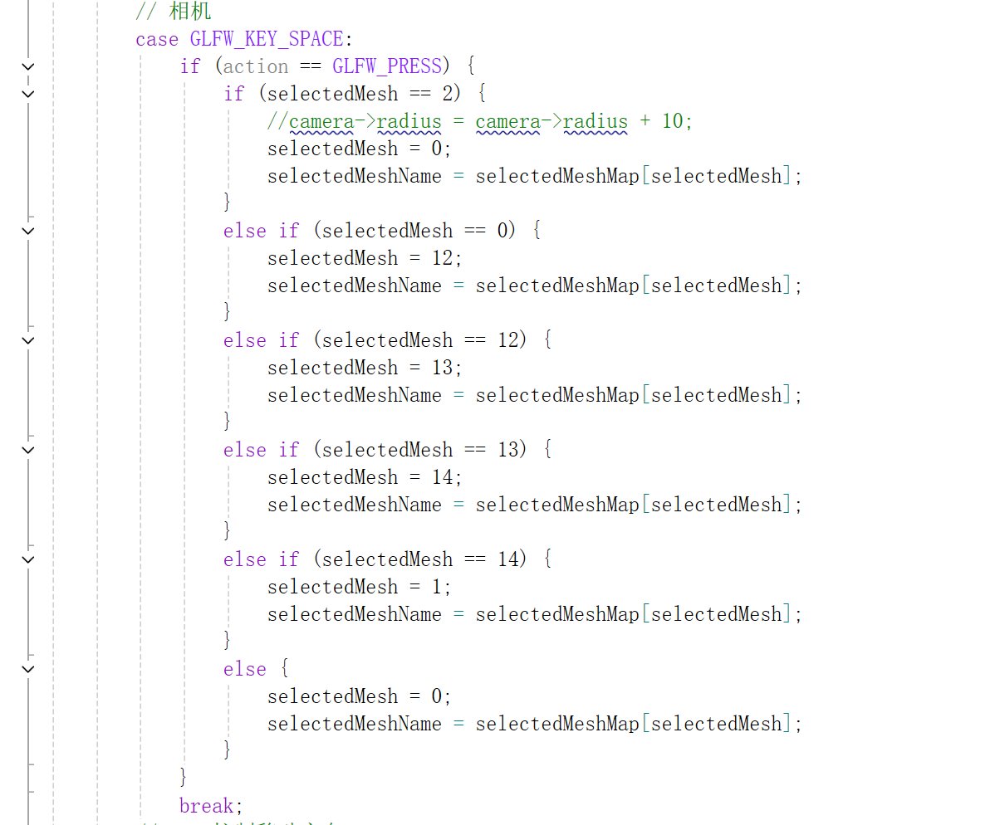 // 相机
case GLFW_KEY_SPACE:
if (action == GLFW_PRESS) {
if (selectedMesh == 2) {
//camera->radius = camera->radius + 10;
selectedMesh = 0;
selectedMeshName = selectedMeshMap[selectedMesh];
}
else if (selectedMesh == 0) {
selectedMesh = 12;
selectedMeshName = selectedMeshMap[selectedMesh];
}
else if (selectedMesh == 12) {
selectedMesh = 13;
selectedMeshName = selectedMeshMap[selectedMesh];
}
else if (selectedMesh == 13) {
selectedMesh = 14;
selectedMeshName = selectedMeshMap[selectedMesh];
}
else if (selectedMesh == 14) {
selectedMesh = 1;
selectedMeshName = selectedMeshMap[selectedMesh];
}
else {
selectedMesh = 0;
selectedMeshName = selectedMeshMap[selectedMesh];
}
}
break;